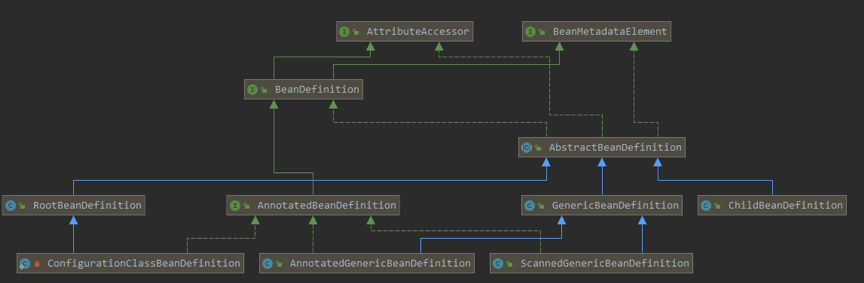 AttributeAccessor
BeanMetadataElement
BeanDefinition
AbstractBeanDefinition
RootBeanDefinition
AnnotatedBeanDefinition
GenericBeanDefinition
ChildBeanDefinition
ConfigurationClassBeanDefinition
AnnotatedGenericBeanDefinition
ScannedGenericBeanDefinition